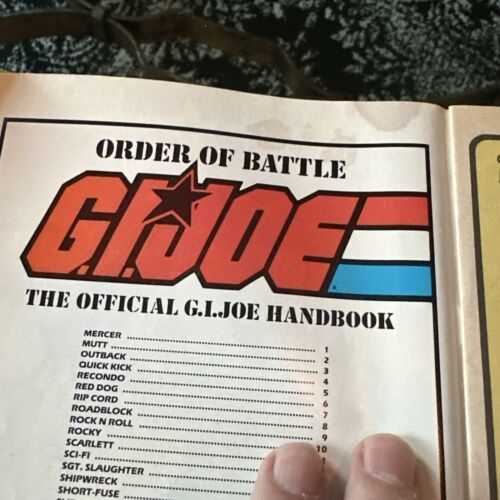 ORDER OF BATTLE
G.I.JOE
®
THE OFFICIAL G.I.JOE HANDBOOK
MERCER 1
MUTT 2
OUTBACK 3
QUICK KICK 4
RECONDO 5
RED DOG 6
RIP CORD 7
ROADBLOCK 8
ROCK N ROLL 9
ROCKY 10
SCARLETT
SCI-FI
SGT. SLAUGHTER
SHIPWRECK
SHORT-FUSE